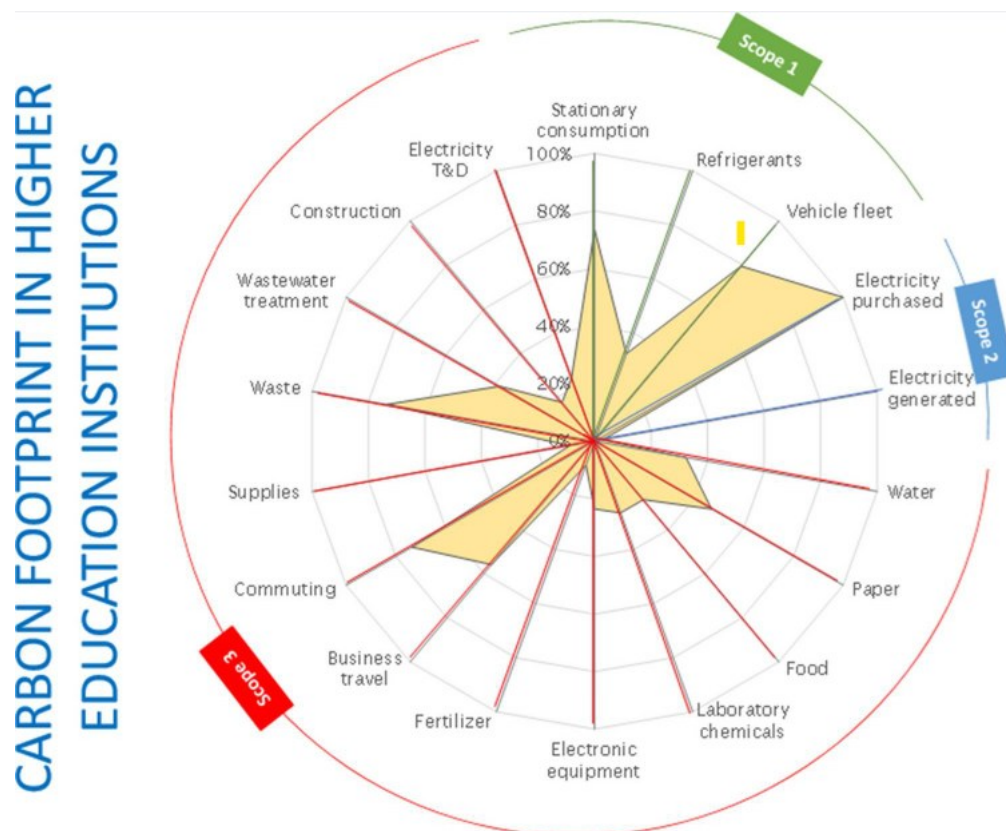 CARBON FOOTPRINT IN HIGHER
EDUCATION INSTITUTIONS
Scope 1
Scope 2
Scope 3
Stationary
consumption
Refrigerants
Vehicle fleet
Electricity
purchased
Electricity
generated
Water
Paper
Food
Laboratory
chemicals
Electronic
equipment
Fertilizer
Business
travel
Commuting
Supplies
Waste
Wastewater
treatment
Construction
Electricity
T&D
100%
80%
60%
40%
20%
0%